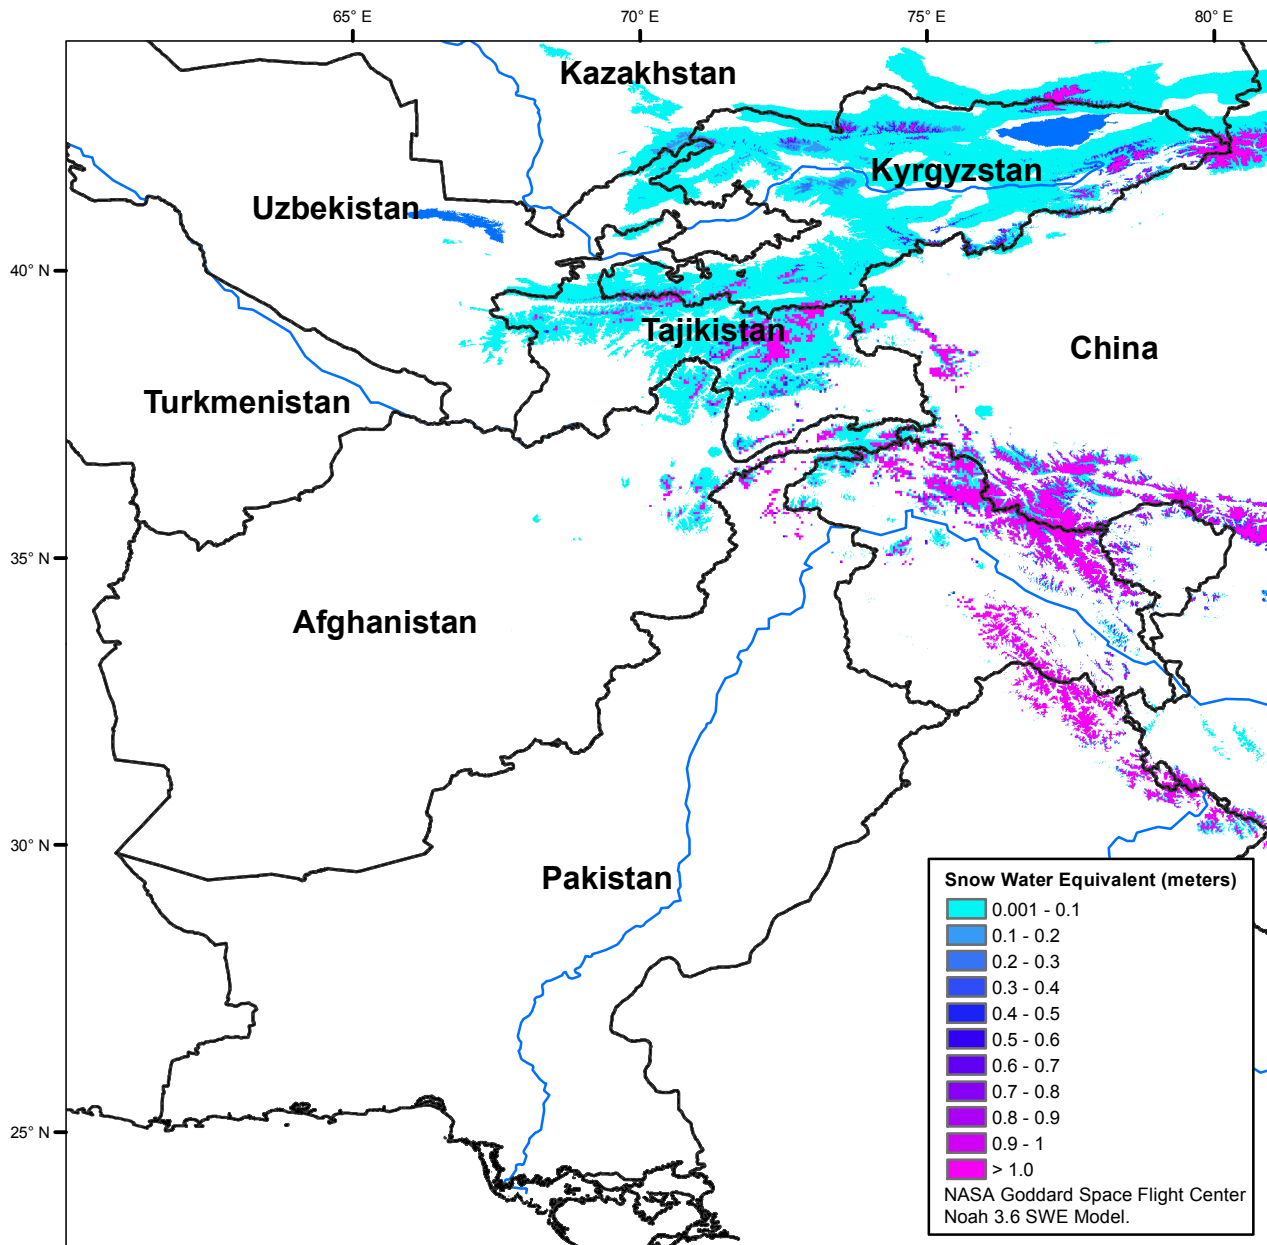 65° E
70° E
75° E
80° E
Kazakhstan
Kyrgyzstan
Uzbekistan
40° N
Tajikistan
China
Turkmenistan
35° N
Afghanistan
30° N
Pakistan
25° N
Snow Water Equivalent (meters)
0.001 - 0.1
0.1 - 0.2
0.2 - 0.3
0.3 - 0.4
0.4 - 0.5
0.5 - 0.6
0.6 - 0.7
0.7 - 0.8
0.8 - 0.9
0.9 - 1
> 1.0
NASA Goddard Space Flight Center
Noah 3.6 SWE Model.